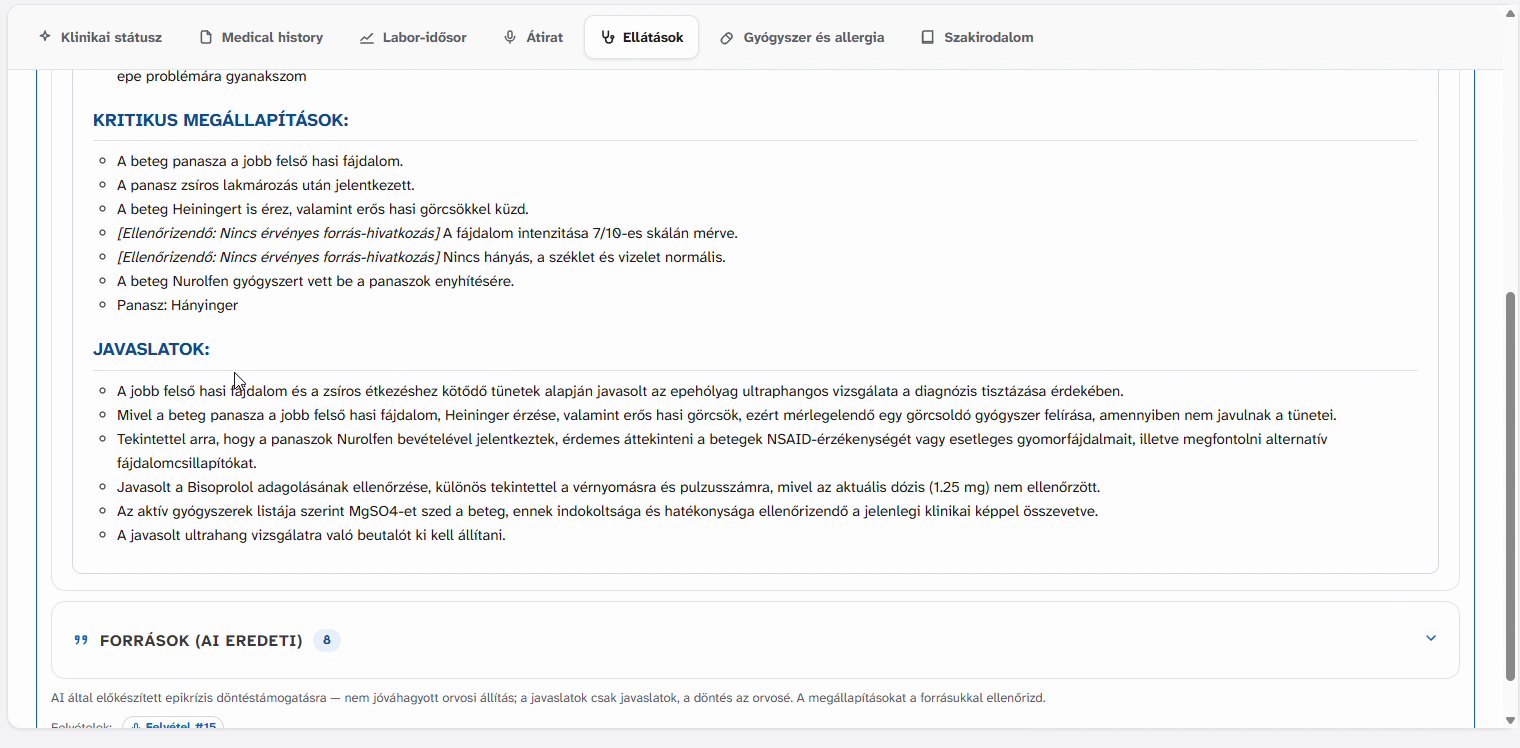 Klinikai státusz
Medical history
Labor-idősor
Átirat
Ellátások
Gyógyszer és allergia
Szakirodalom
epe problémára gyanakszom
KRITIKUS MEGÁLLAPÍTÁSOK:
A beteg panasza a jobb felső hasi fájdalom.
A panasz zsíros lakmározás után jelentkezett.
A beteg Heiningert is érez, valamint erős hasi görcsökkel küzd.
[Ellenőrizendő: Nincs érvényes forrás-hivatkozás] A fájdalom intenzitása 7/10-es skálán mérve.
[Ellenőrizendő: Nincs érvényes forrás-hivatkozás] Nincs hányás, a széklet és vizelet normális.
A beteg Nurolfen gyógyszert vett be a panaszok enyhítésére.
Panasz: Hányinger
JAVASLATOK:
A jobb felső hasi fájdalom és a zsíros étkezéshez kötődő tünetek alapján javasolt az epehólyag ultraphangos vizsgálata a diagnózis tisztázása érdekében.
Mivel a beteg panasza a jobb felső hasi fájdalom, Heininger érzése, valamint erős hasi görcsök, ezért mérlegelendő egy görcsoldó gyógyszer felírása, amennyiben nem javulnak a tünetei.
Tekintettel arra, hogy a panaszok Nurolfen bevételével jelentkeztek, érdemes áttekinteni a betegek NSAID-érzékenységét vagy esetleges gyomorfájdalmait, illetve megfontolni alternatív
fájdalomcsillapítókat.
Javasolt a Bisoprolol adagolásának ellenőrzése, különös tekintettel a vérnyomásra és pulzusszámra, mivel az aktuális dózis (1.25 mg) nem ellenőrzött.
Az aktív gyógyszerek listája szerint MgSO4-et szed a beteg, ennek indokoltsága és hatékonysága ellenőrizendő a jelenlegi klinikai képpel összevetve.
A javasolt ultrahang vizsgálatra való beutalót ki kell állítani.
FORRÁSOK (AI EREDETI) 8
AI által előkészített epikrízis döntéstámogatásra — nem jóváhagyott orvosi állítás; a javaslatok csak javaslatok, a döntés az orvosé. A megállapításokat a forrásukkal ellenőrizd.
Felvételek: Felvétel #15